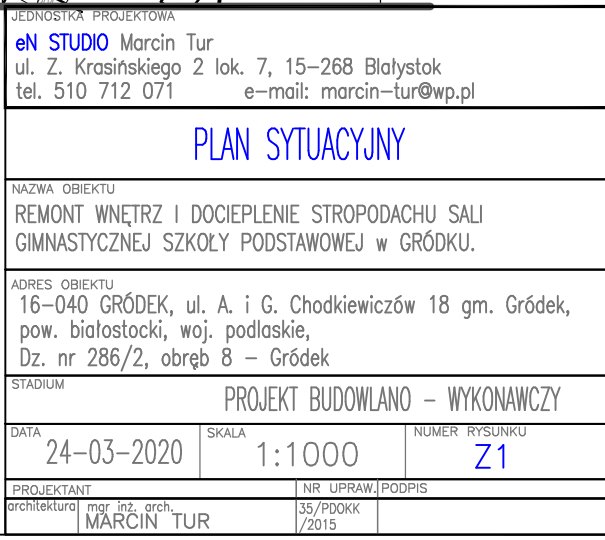 JEDNOSTKA PROJEKTOWA
eN STUDIO Marcin Tur
ul. Z. Krasińskiego 2 lok. 7, 15-268 Białystok
tel. 510 712 071 e-mail: marcin-tur@wp.pl
PLAN SYTUACYJNY
NAZWA OBIEKTU
REMONT WNĘTRZ I DOCIEPLENIE STROPODACHU SALI
GIMNASTYCZNEJ SZKOŁY PODSTAWOWEJ w GRÓDKU.
ADRES OBIEKTU
16-040 GRÓDEK, ul. A. i G. Chodkiewiczów 18 gm. Gródek,
pow. białostocki, woj. podlaskie,
Dz. nr 286/2, obręb 8 - Gródek
STADIUM
PROJEKT BUDOWLANO - WYKONAWCZY
DATA SKALA NUMER RYSUNKU
24-03-2020 1:1000 Z1
PROJEKTANT NR UPRAW. PODPIS
architektura mgr inż. arch. 35/PDOKK
MARCIN TUR /2015